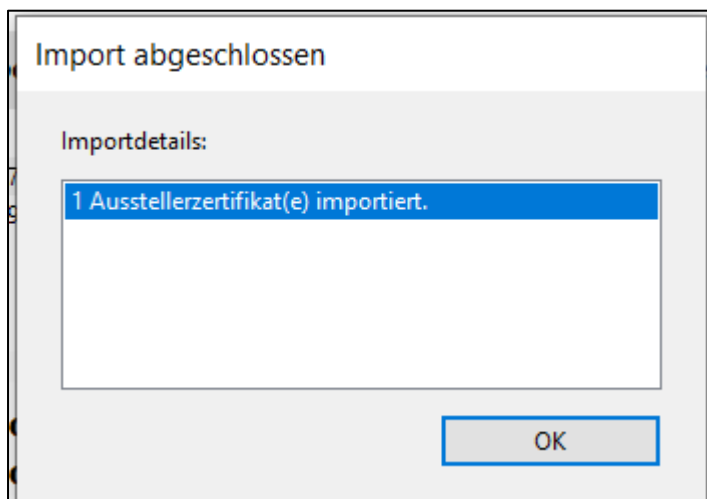 Import abgeschlossen
Importdetails:
1 Ausstellerzertifikat(e) importiert.
OK